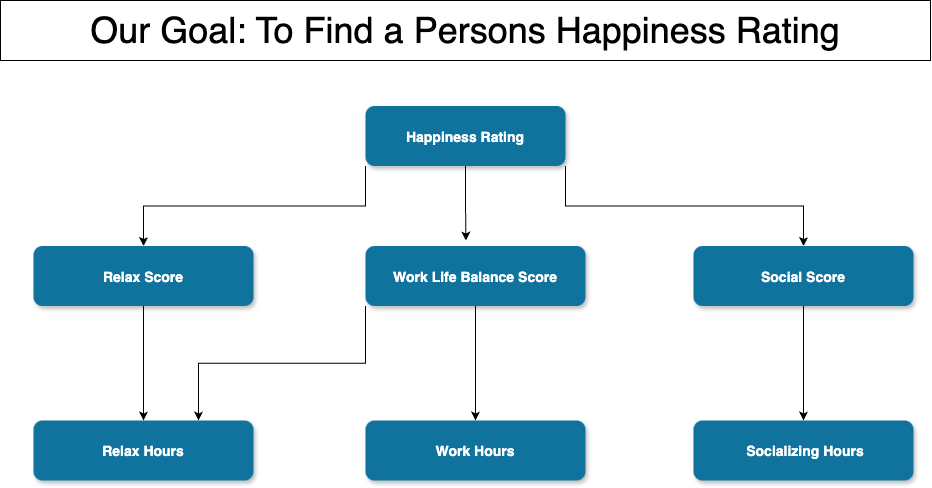 Our Goal: To Find a Persons Happiness Rating
Happiness Rating
Relax Score
Work Life Balance Score
Social Score
Relax Hours
Work Hours
Socializing Hours